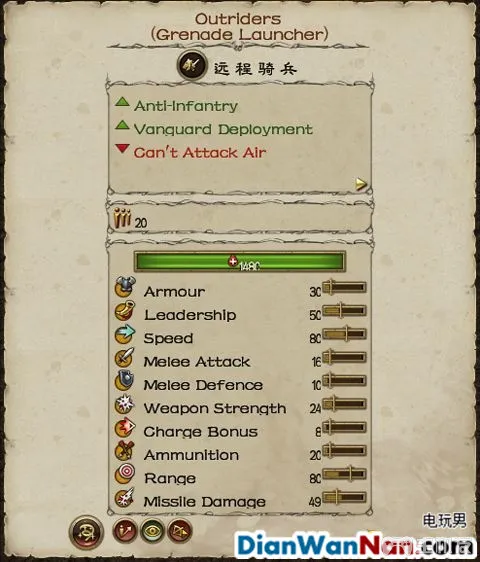 Outriders
(Grenade Launcher)
远程骑兵
Anti-Infantry
Vanguard Deployment
Can't Attack Air
20
1480
Armour 30
Leadership 50
Speed 80
Melee Attack 16
Melee Defence 10
Weapon Strength 24
Charge Bonus 8
Ammunition 20
Range 80
Missile Damage 49
电玩男
DianWanNan.com